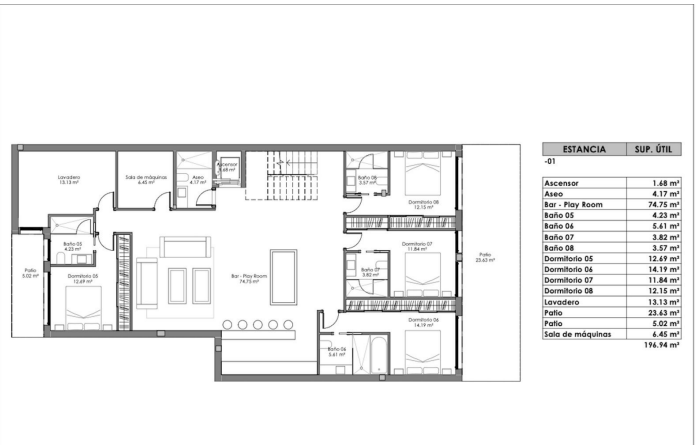 ESTANCIA SUP. ÚTIL
-01
Ascensor 1.68 m²
Aseo 4.17 m²
Bar - Play Room 74.75 m²
Baño 05 4.23 m²
Baño 06 5.61 m²
Baño 07 3.82 m²
Baño 08 3.57 m²
Dormitorio 05 12.69 m²
Dormitorio 06 14.19 m²
Dormitorio 07 11.84 m²
Dormitorio 08 12.15 m²
Lavadero 13.13 m²
Patio 23.63 m²
Patio 5.02 m²
Sala de máquinas 6.45 m²
196.94 m²
Lavadero
13.13 m²
Sala de máquinas
6.45 m²
Aseo
4.17 m²
Ascensor
1.68 m²
Baño 08
3.57 m²
Dormitorio 08
12.15 m²
Baño 05
4.23 m²
Patio
5.02 m²
Dormitorio 05
12.69 m²
Bar - Play Room
74.75 m²
Baño 07
3.82 m²
Dormitorio 07
11.84 m²
Patio
23.63 m²
Dormitorio 06
14.19 m²
Baño 06
5.61 m²